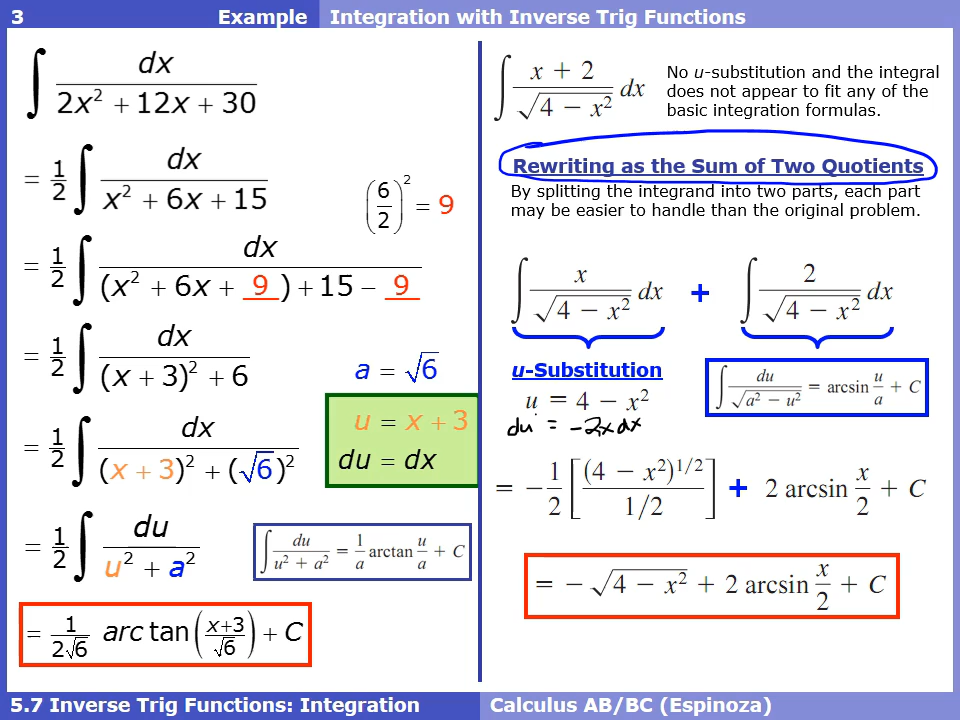 3 Example Integration with Inverse Trig Functions
∫ dx / (2x² + 12x + 30)
= 1/2 ∫ dx / (x² + 6x + 15)
(6/2)² = 9
= 1/2 ∫ dx / ((x² + 6x + 9) + 15 − 9)
= 1/2 ∫ dx / ((x + 3)² + 6)
a = √6
= 1/2 ∫ dx / ((x + 3)² + (√6)²)
u = x + 3
du = dx
= 1/2 ∫ du / (u² + a²)
∫ du / (u² + a²) = 1/a arctan u/a + C
= 1/(2√6) arc tan((x+3)/√6) + C
∫ (x + 2)/√(4 − x²) dx
No u-substitution and the integral
does not appear to fit any of the
basic integration formulas.
Rewriting as the Sum of Two Quotients
By splitting the integrand into two parts, each part
may be easier to handle than the original problem.
∫ x/√(4 − x²) dx + ∫ 2/√(4 − x²) dx
u-Substitution
u = 4 − x²
du = -2x dx
∫ du/√(a² − u²) = arcsin u/a + C
= −1/2 [(4 − x²)^1/2 / (1/2)] + 2 arcsin x/2 + C
= −√(4 − x²) + 2 arcsin x/2 + C
5.7 Inverse Trig Functions: Integration Calculus AB/BC (Espinoza)